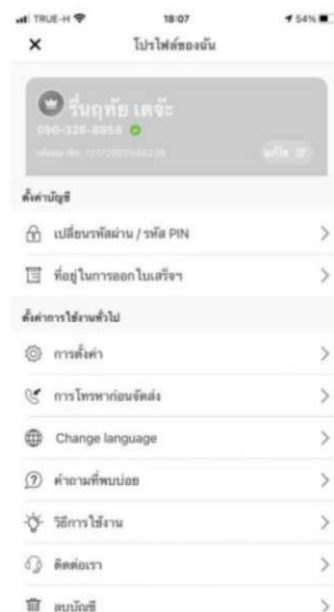 TRUE-H 18:07 54%
โปรไฟล์ของฉัน
รื่นฤทัย เตจ๊ะ
090-328-8958
แก้ไข
ตั้งค่าบัญชี
เปลี่ยนรหัสผ่าน / รหัส PIN
ที่อยู่ในการออกใบเสร็จฯ
ตั้งค่าการใช้งานทั่วไป
การตั้งค่า
การโทรหาก่อนจัดส่ง
Change language
คำถามที่พบบ่อย
วิธีการใช้งาน
ติดต่อเรา
ลบบัญชี